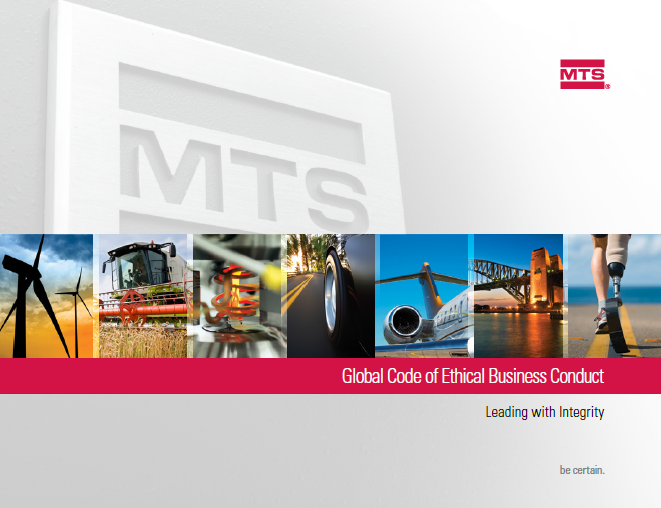 MTS
MTS®
Global Code of Ethical Business Conduct
Leading with Integrity
be certain.